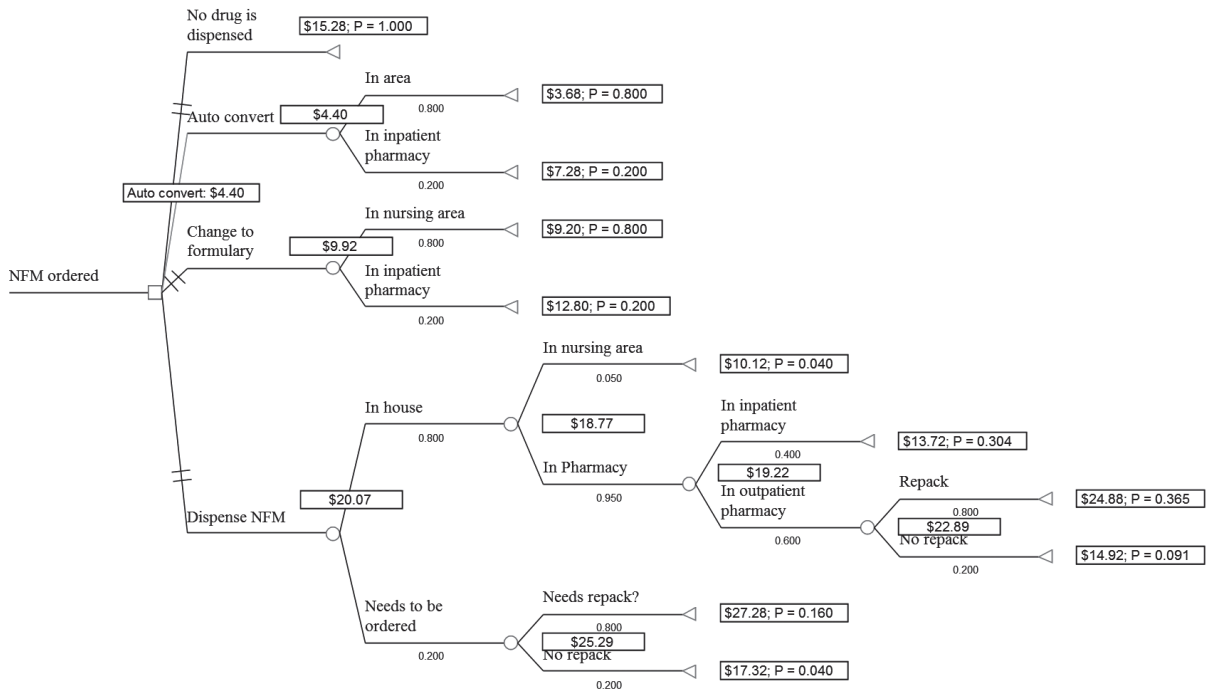 No drug is
dispensed
$15.28; P = 1.000
In area
0.800
$3.68; P = 0.800
Auto convert
$4.40
In inpatient
pharmacy
0.200
$7.28; P = 0.200
Auto convert: $4.40
In nursing area
0.800
$9.20; P = 0.800
Change to
formulary
$9.92
In inpatient
pharmacy
0.200
$12.80; P = 0.200
NFM ordered
In nursing area
0.050
$10.12; P = 0.040
In house
0.800
$18.77
In inpatient
pharmacy
0.400
$13.72; P = 0.304
In Pharmacy
0.950
$19.22
In outpatient
pharmacy
0.600
Repack
0.800
$24.88; P = 0.365
$22.89
No repack
0.200
$14.92; P = 0.091
Dispense NFM
$20.07
Needs to be
ordered
0.200
Needs repack?
0.800
$27.28; P = 0.160
$25.29
No repack
0.200
$17.32; P = 0.040